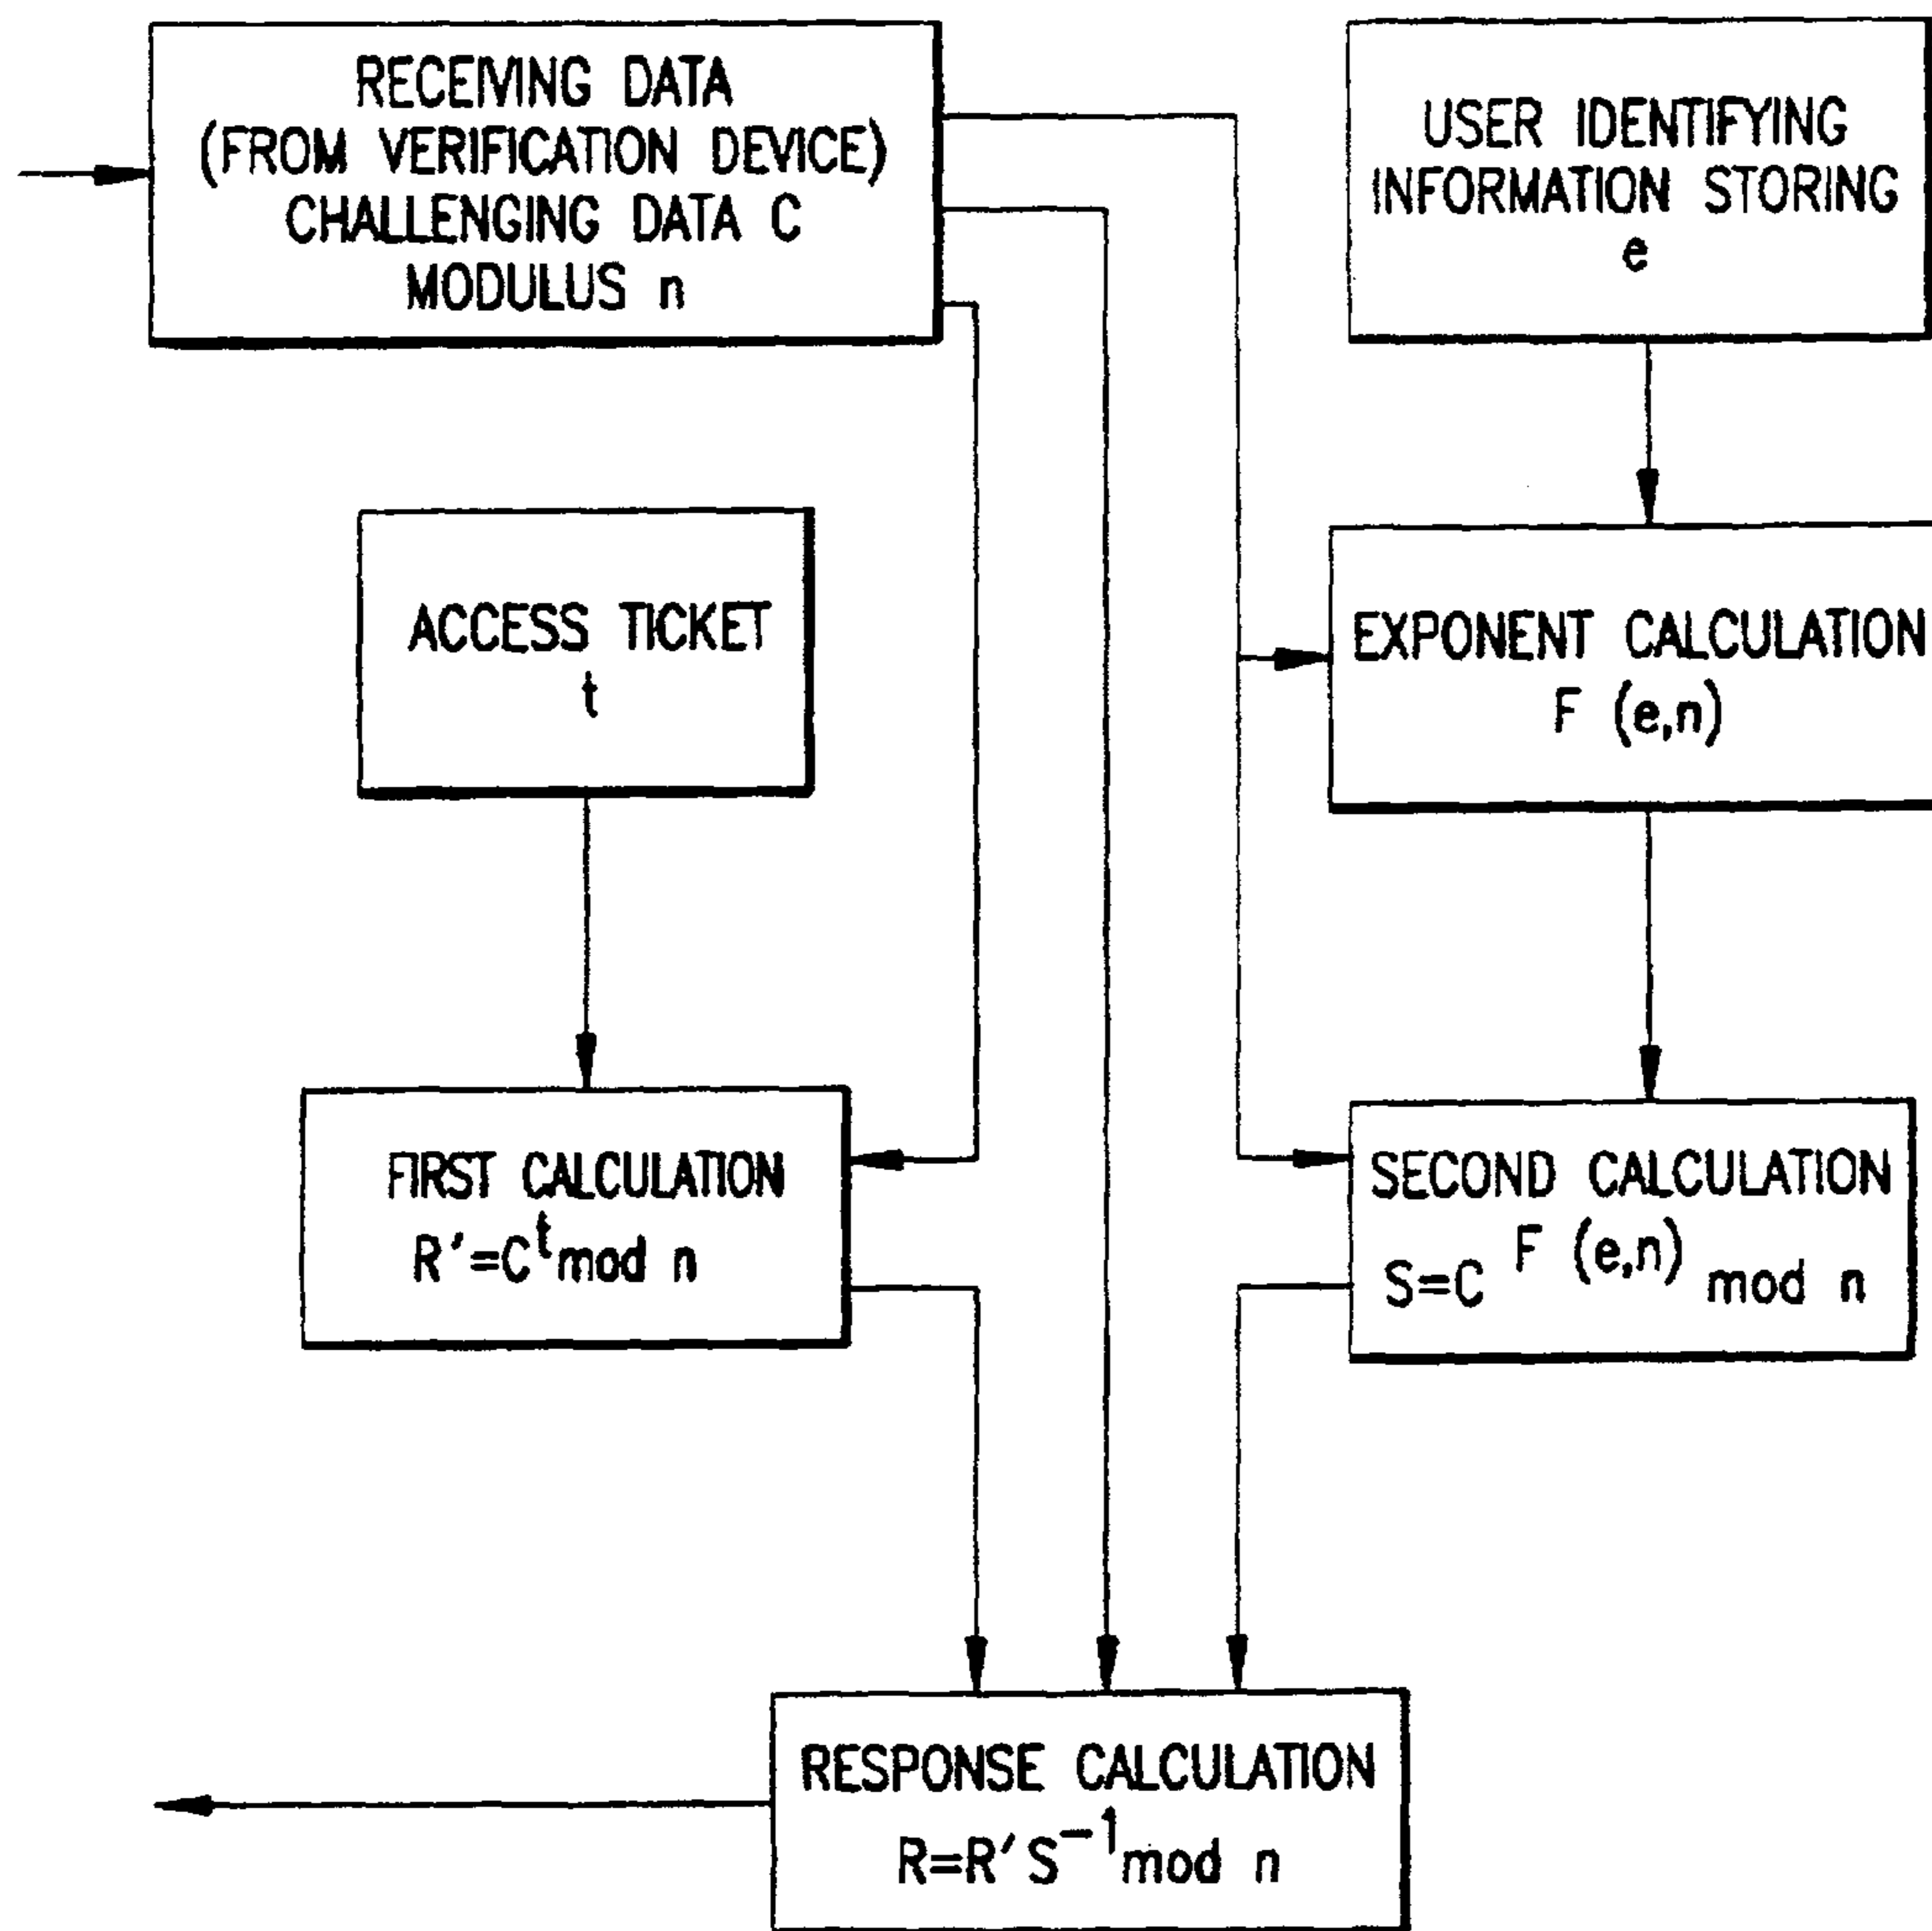 RECEIVING DATA
(FROM VERIFICATION DEVICE)
CHALLENGING DATA C
MODULUS n
USER IDENTIFYING
INFORMATION STORING
e
ACCESS TICKET
t
EXPONENT CALCULATION
F (e,n)
FIRST CALCULATION
R'=C^t mod n
SECOND CALCULATION
S=C^F (e,n) mod n
RESPONSE CALCULATION
R=R'S^-1 mod n